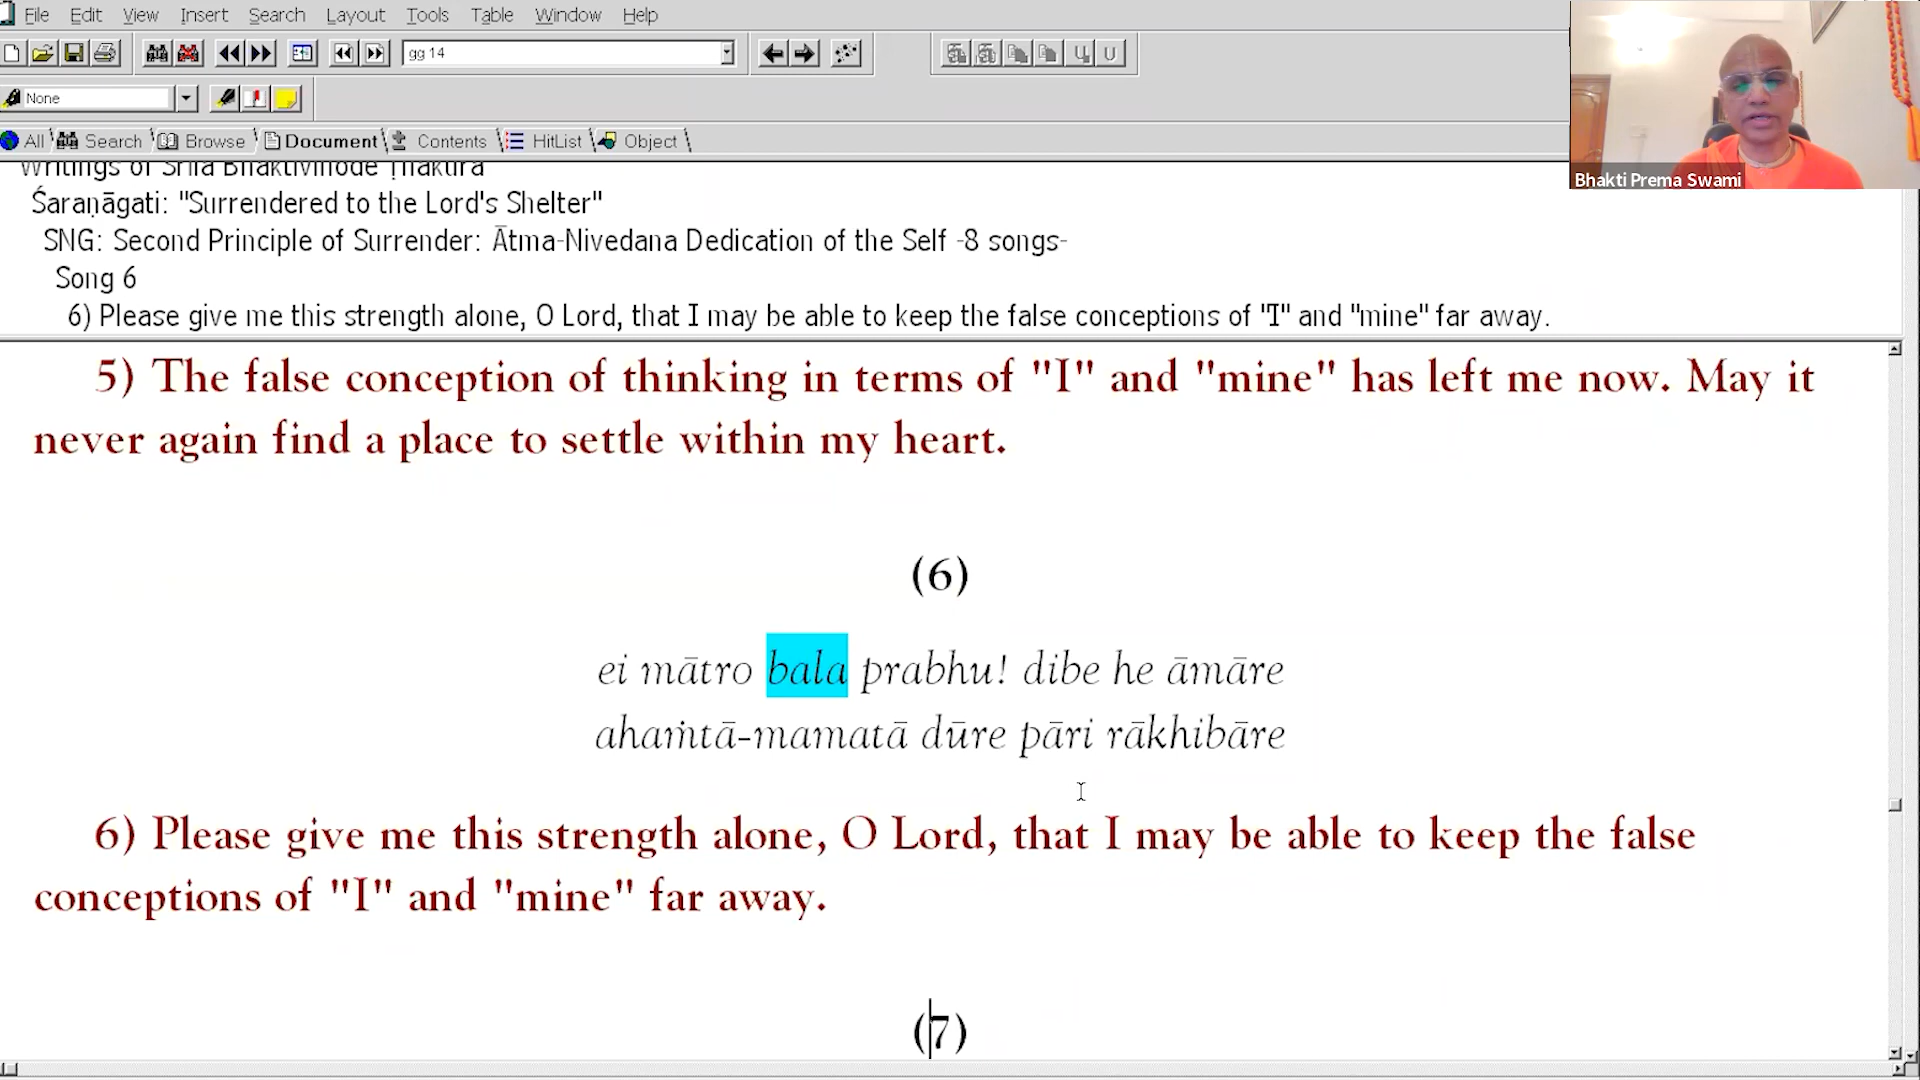 File Edit View Insert Search Layout Tools Table Window Help
gg 14
None
All Search Browse Document Contents HitList Object
Bhakti Prema Swami
Writings of Srila Bhaktivinode Ṭhākura
Śaraṇāgati: "Surrendered to the Lord's Shelter"
SNG: Second Principle of Surrender: Ātma-Nivedana Dedication of the Self -8 songs-
Song 6
6) Please give me this strength alone, O Lord, that I may be able to keep the false conceptions of "I" and "mine" far away.
5) The false conception of thinking in terms of "I" and "mine" has left me now. May it
never again find a place to settle within my heart.
(6)
ei mātro bala prabhu! dibe he āmāre
ahaṁtā-mamatā dūre pāri rākhibāre
6) Please give me this strength alone, O Lord, that I may be able to keep the false
conceptions of "I" and "mine" far away.
(7)